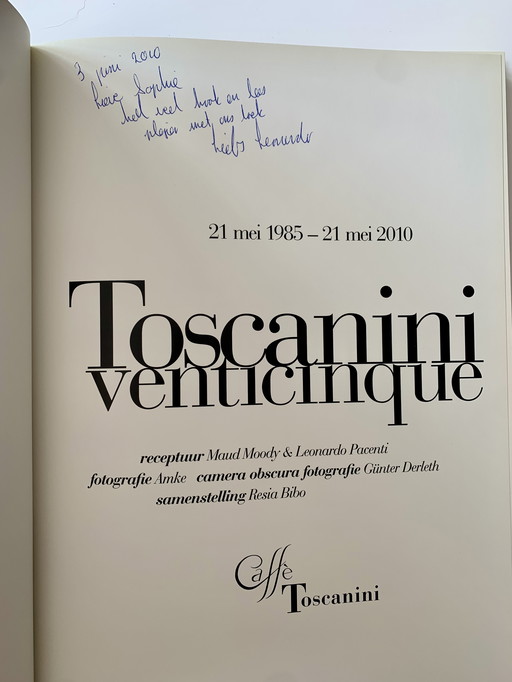 3 juni 2010
Lieve Sophie
heel veel kook en lees
plezier met ons boek
liefs Leonardo
21 mei 1985 – 21 mei 2010
Toscanini
venticinque
receptuur Maud Moody & Leonardo Pacenti
fotografie Amke camera obscura fotografie Günter Derleth
samenstelling Resia Bibo
Caffè
Toscanini